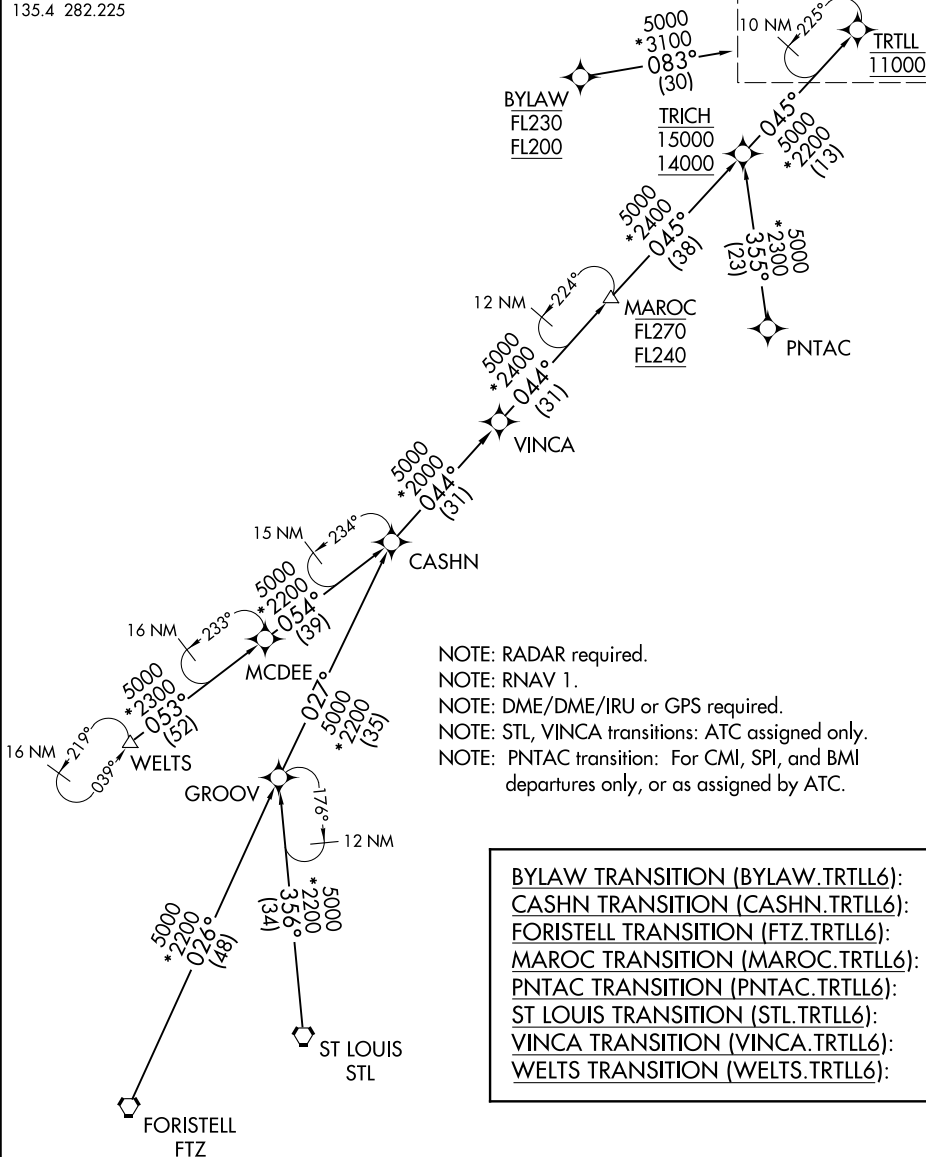 135.4 282.225
5000
*3100
083°
(30)
10 NM
225°
TRTLL
11000
BYLAW
FL230
FL200
TRICH
15000
14000
045°
5000
*2200
(13)
5000
*2400
045°
(38)
5000
*2300
355°
(23)
12 NM
224°
MAROC
FL270
FL240
PNTAC
5000
*2400
044°
(31)
VINCA
5000
*2000
044°
(31)
15 NM
234°
CASHN
5000
*2200
054°
(39)
16 NM
233°
MCDEE
5000
*2300
053°
(52)
16 NM
219°
039°
WELTS
027°
5000
*2200
(35)
NOTE: RADAR required.
NOTE: RNAV 1.
NOTE: DME/DME/IRU or GPS required.
NOTE: STL, VINCA transitions: ATC assigned only.
NOTE: PNTAC transition: For CMI, SPI, and BMI
departures only, or as assigned by ATC.
GROOV
176°
12 NM
5000
*2200
356°
(34)
5000
*2200
026°
(48)
ST LOUIS
STL
FORISTELL
FTZ
BYLAW TRANSITION (BYLAW.TRTLL6):
CASHN TRANSITION (CASHN.TRTLL6):
FORISTELL TRANSITION (FTZ.TRTLL6):
MAROC TRANSITION (MAROC.TRTLL6):
PNTAC TRANSITION (PNTAC.TRTLL6):
ST LOUIS TRANSITION (STL.TRTLL6):
VINCA TRANSITION (VINCA.TRTLL6):
WELTS TRANSITION (WELTS.TRTLL6):